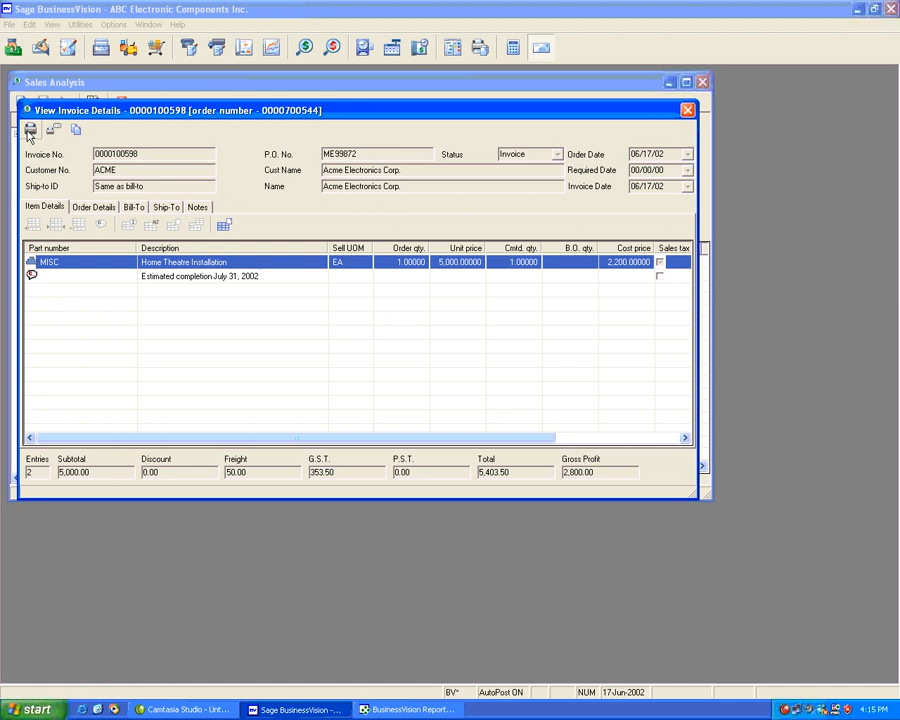 Sage BusinessVision - ABC Electronic Components Inc.
File Edit View Utilities Options Window Help
Sales Analysis
View Invoice Details - 0000100598 [order number - 0000700544]
Invoice No. 0000100598 P.O. No. ME99872 Status Invoice Order Date 06/17/02
Customer No. ACME Cust Name Acme Electronics Corp. Required Date 00/00/00
Ship-to ID Same as bill-to Name Acme Electronics Corp. Invoice Date 06/17/02
Item Details Order Details Bill-To Ship-To Notes
Part number Description Sell UOM Order qty. Unit price Cmtd. qty. B.O. qty. Cost price Sales tax
MISC Home Theatre Installation EA 1.00000 5,000.00000 1.00000 2,200.00000
Estimated completion July 31, 2002
Entries Subtotal Discount Freight G.S.T. P.S.T. Total Gross Profit
2 5,000.00 0.00 50.00 353.50 0.00 5,403.50 2,800.00
BV* AutoPost ON NUM 17-Jun-2002
start Camtasia Studio - Unt... Sage BusinessVision -... BusinessVision Report... 4:15 PM